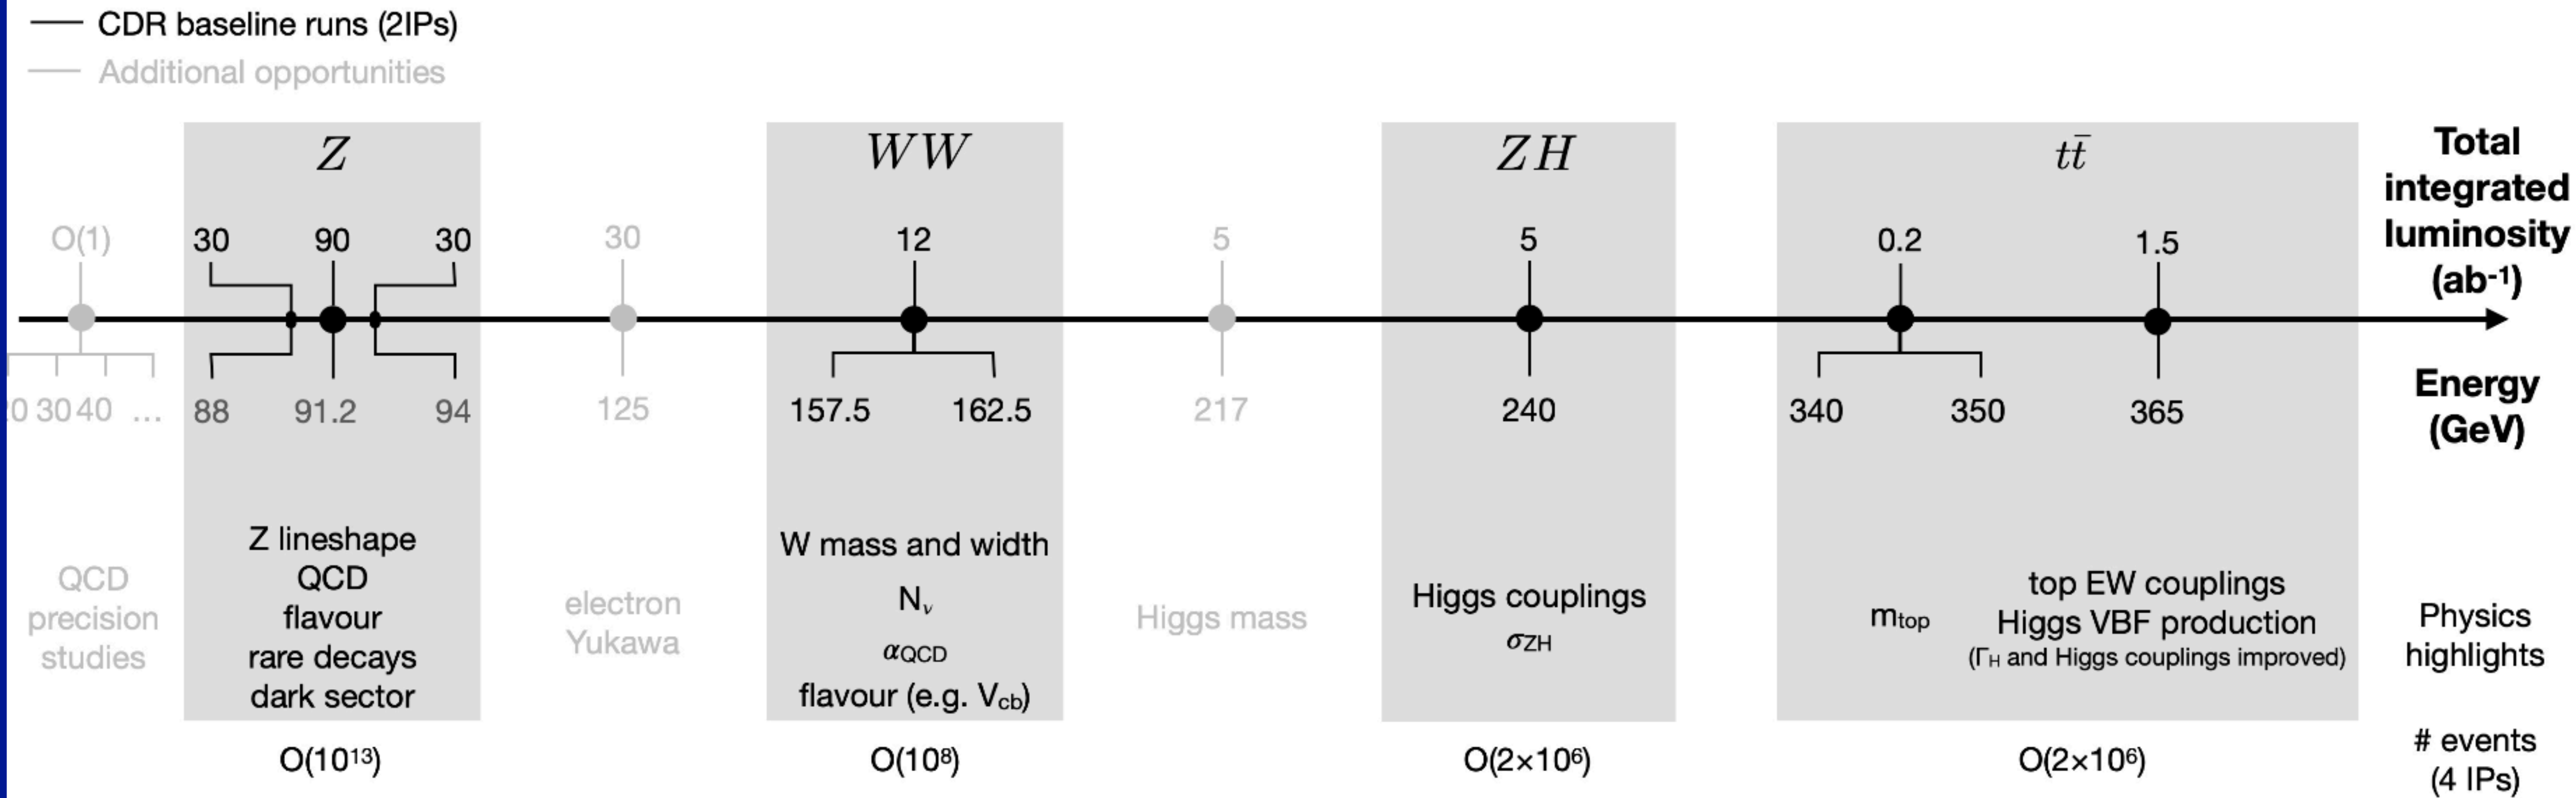 CDR baseline runs (2IPs)
Additional opportunities
Z
WW
ZH
tt̄
Total
integrated
luminosity
(ab⁻¹)
O(1)
30
90
30
30
12
5
5
0.2
1.5
30 40 ...
88
91.2
94
125
157.5
162.5
217
240
340
350
365
Energy
(GeV)
QCD
precision
studies
Z lineshape
QCD
flavour
rare decays
dark sector
electron
Yukawa
W mass and width
Nᵥ
αQCD
flavour (e.g. Vcb)
Higgs mass
Higgs couplings
σZH
mtop
top EW couplings
Higgs VBF production
(ΓH and Higgs couplings improved)
Physics
highlights
O(10¹³)
O(10⁸)
O(2×10⁶)
O(2×10⁶)
# events
(4 IPs)